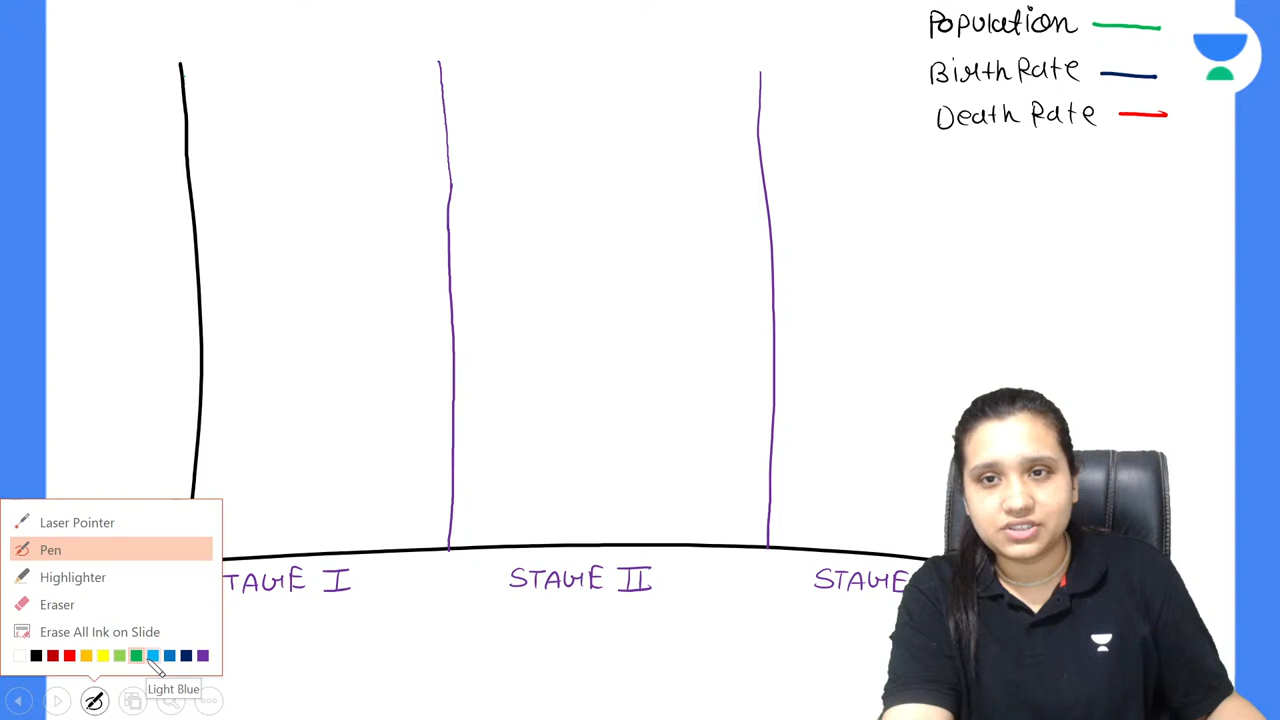 Population
Birth Rate
Death Rate
Laser Pointer
Pen
Highlighter
Eraser
Erase All Ink on Slide
Light Blue
TAGE I
STAGE II
STAGE